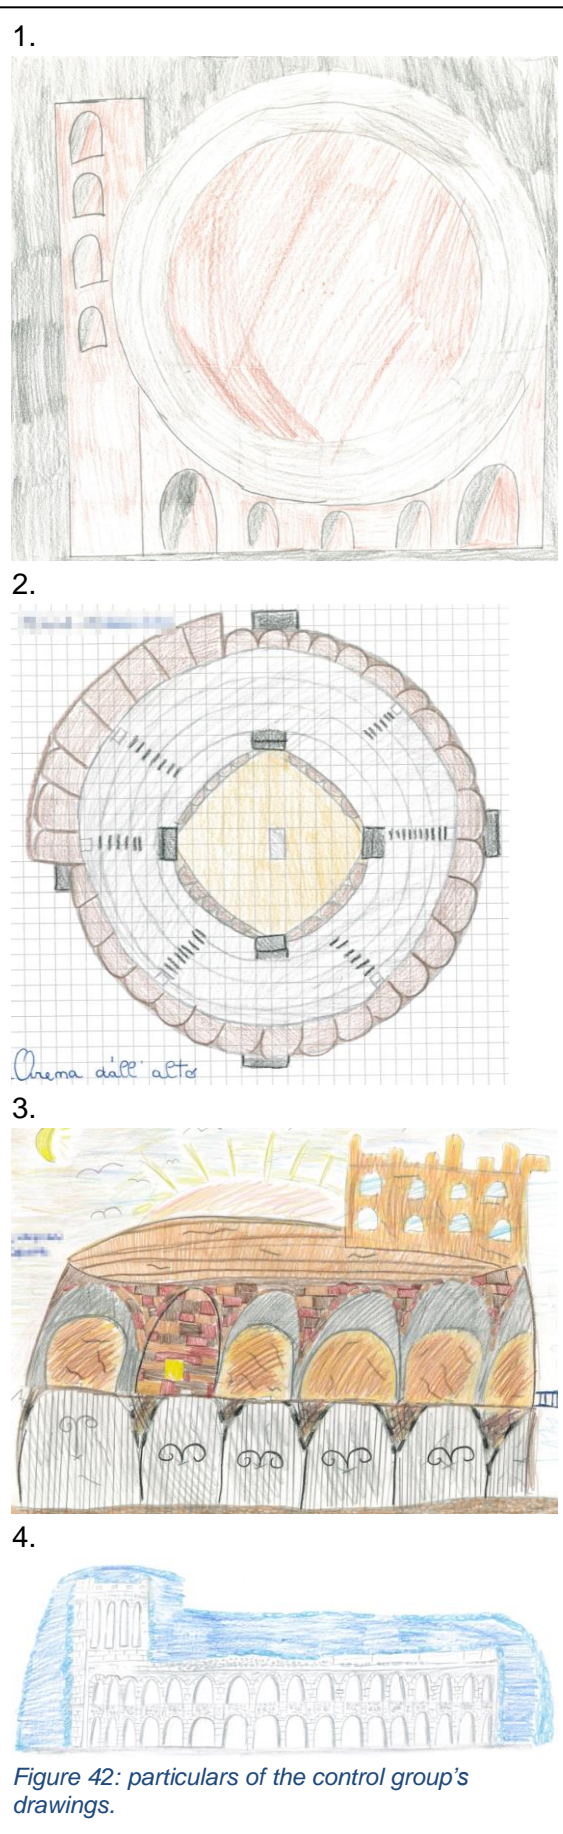 1.
2.
Arena dall'alto
3.
4.
Figure 42: particulars of the control group's
drawings.